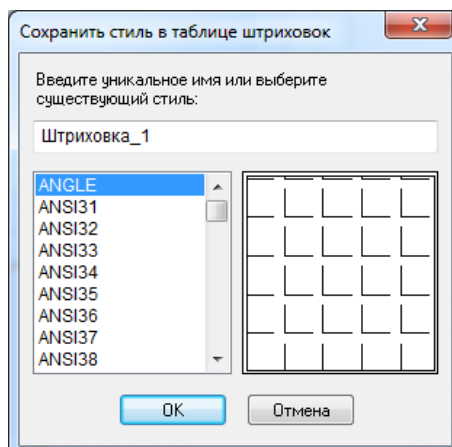 Сохранить стиль в таблице штриховок
Введите уникальное имя или выберите
существующий стиль:
Штриховка_1
ANGLE
ANSI31
ANSI32
ANSI33
ANSI34
ANSI35
ANSI36
ANSI37
ANSI38
OK
Отмена